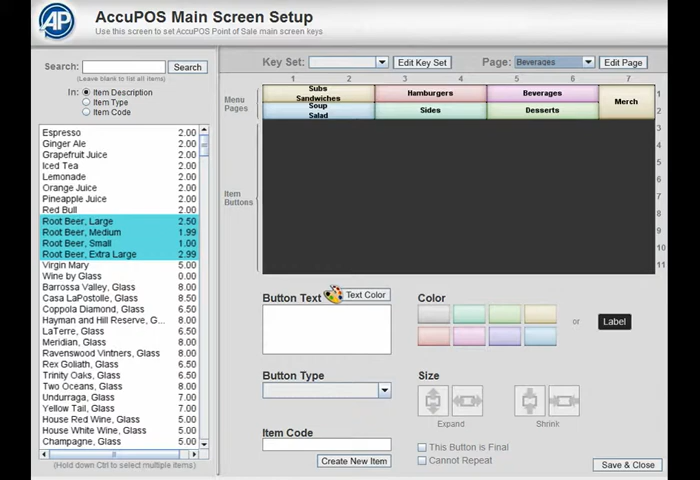 AP
AccuPOS Main Screen Setup
Use this screen to set AccuPOS Point of Sale main screen keys
Search:
Search
(Leave blank to list all items)
In:
Item Description
Item Type
Item Code
Espresso 2.00
Ginger Ale 2.00
Grapefruit Juice 2.00
Iced Tea 2.00
Lemonade 2.00
Orange Juice 2.00
Pineapple Juice 2.00
Red Bull 2.00
Root Beer, Large 2.50
Root Beer, Medium 1.99
Root Beer, Small 1.00
Root Beer, Extra Large 2.99
Virgin Mary 5.00
Wine by Glass 0.00
Barrossa Valley, Glass 8.00
Casa LaPostolle, Glass 8.50
Coppola Diamond, Glass 6.50
Hayman and Hill Reserve, G... 8.00
LaTerre, Glass 6.50
Meridian, Glass 8.00
Ravenswood Vintners, Glass 8.00
Rex Goliath, Glass 6.50
Trinity Oaks, Glass 6.50
Two Oceans, Glass 8.00
Undurraga, Glass 7.00
Yellow Tail, Glass 7.00
House Red Wine, Glass 5.00
House White Wine, Glass 5.00
Champagne, Glass 5.00
(Hold down Ctrl to select multiple items)
Key Set:
Edit Key Set
Page:
Beverages
Edit Page
1 2 3 4 5 6 7
Menu
Pages
Subs
Sandwiches
Hamburgers
Beverages
Merch
1
Soup
Salad
Sides
Desserts
2
Item
Buttons
3
4
5
6
7
8
9
10
11
Button Text
Text Color
Color
or
Label
Button Type
Size
Expand
Shrink
Item Code
Create New Item
This Button is Final
Cannot Repeat
Save & Close